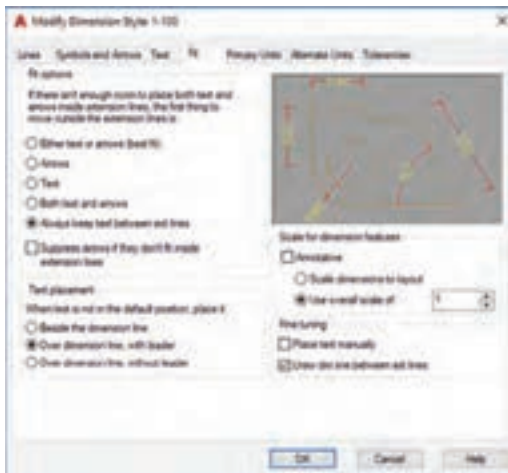 Modify Dimension Style: 1-100
Lines Symbols and Arrows Text Fit Primary Units Alternate Units Tolerances
Fit options
If there isn't enough room to place both text and
arrows inside extension lines, the first thing to
move outside the extension lines is:
Either text or arrows (best fit)
Arrows
Text
Both text and arrows
Always keep text between ext lines
Suppress arrows if they don't fit inside
extension lines
Text placement
When text is not in the default position, place it:
Beside the dimension line
Over dimension line, with leader
Over dimension line, without leader
Scale for dimension features
Annotative
Scale dimensions to layout
Use overall scale of:
Fine tuning
Place text manually
Draw dim line between ext lines
OK Cancel Help